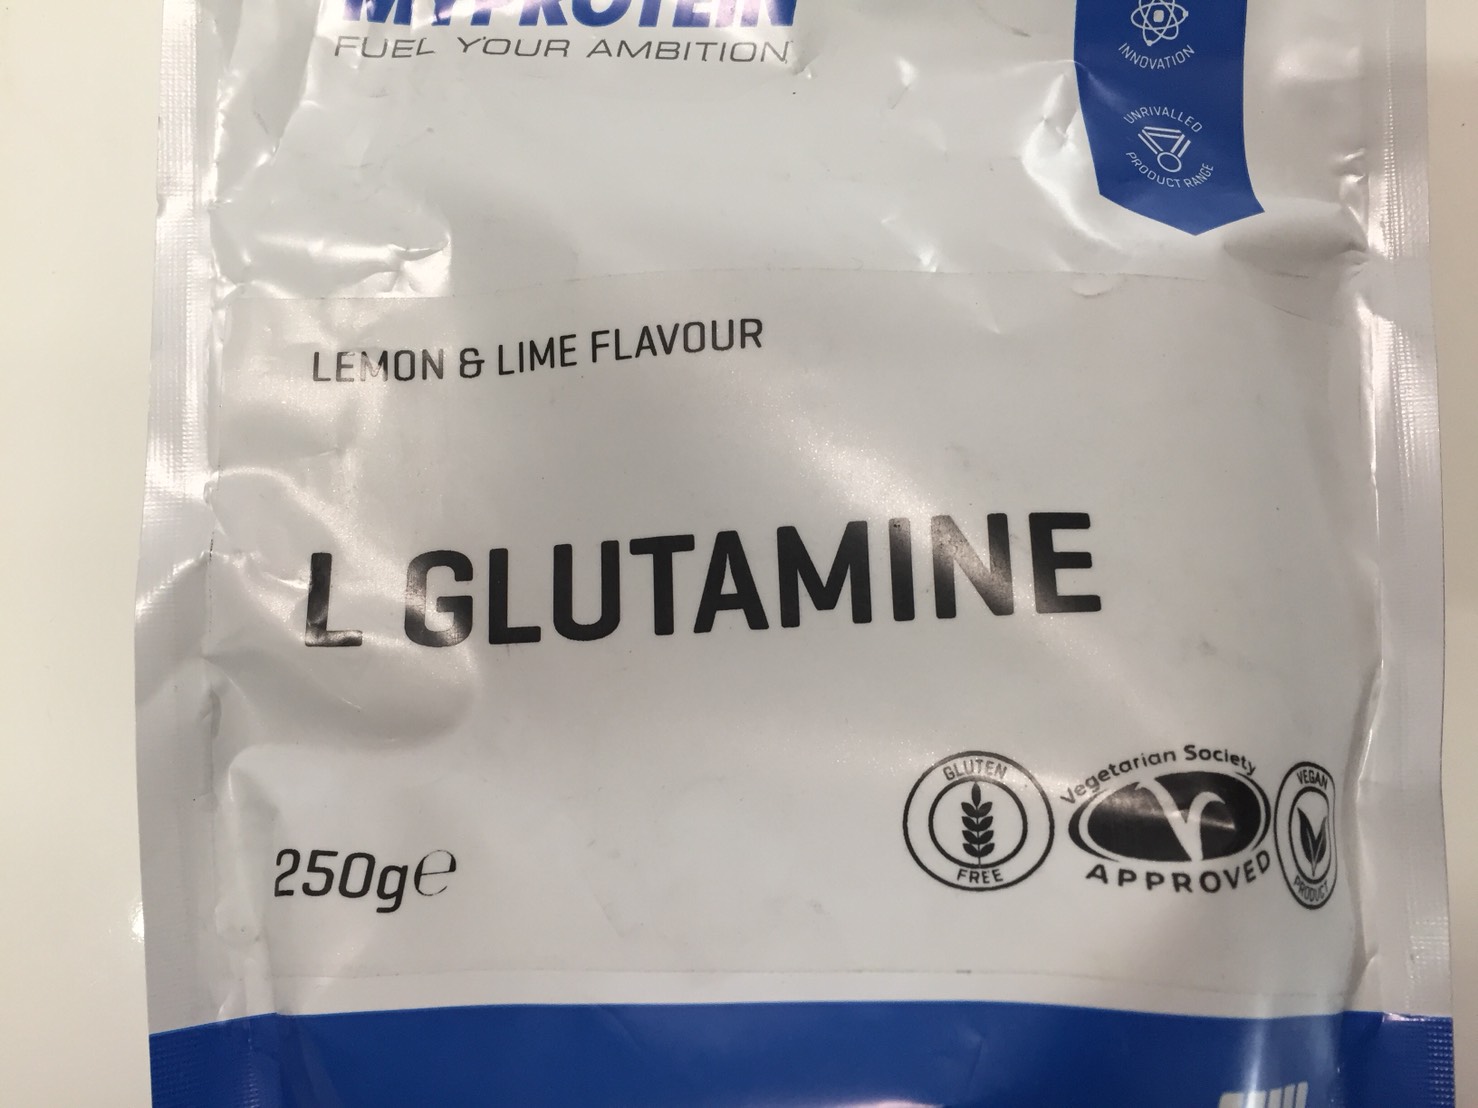 MYPROTEIN
FUEL YOUR AMBITION
INNOVATION
UNRIVALLED
PRODUCT RANGE
LEMON & LIME FLAVOUR
L GLUTAMINE
250g℮
GLUTEN
FREE
Vegetarian Society
APPROVED
VEGAN
PRODUCT